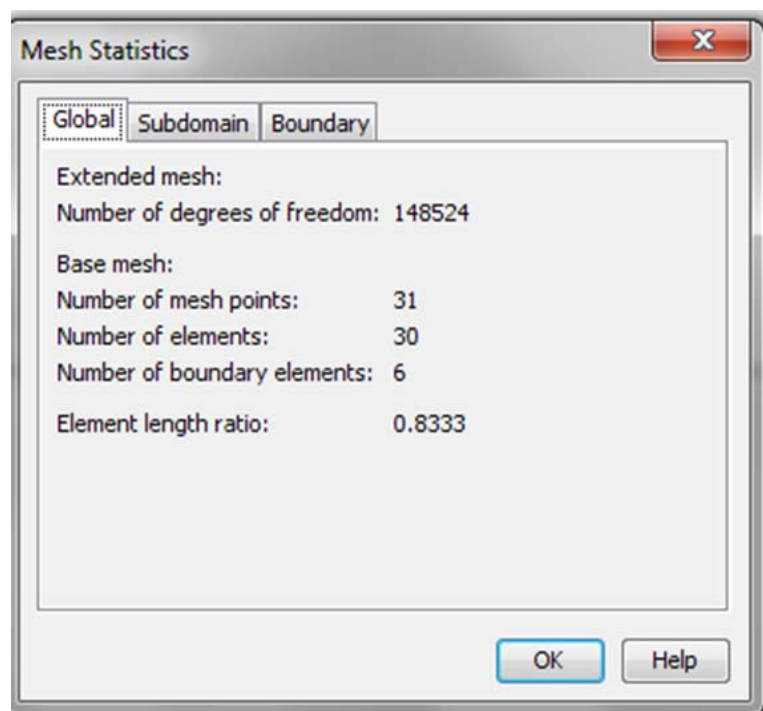 Mesh Statistics
Global Subdomain Boundary
Extended mesh:
Number of degrees of freedom: 148524
Base mesh:
Number of mesh points: 31
Number of elements: 30
Number of boundary elements: 6
Element length ratio: 0.8333
OK Help